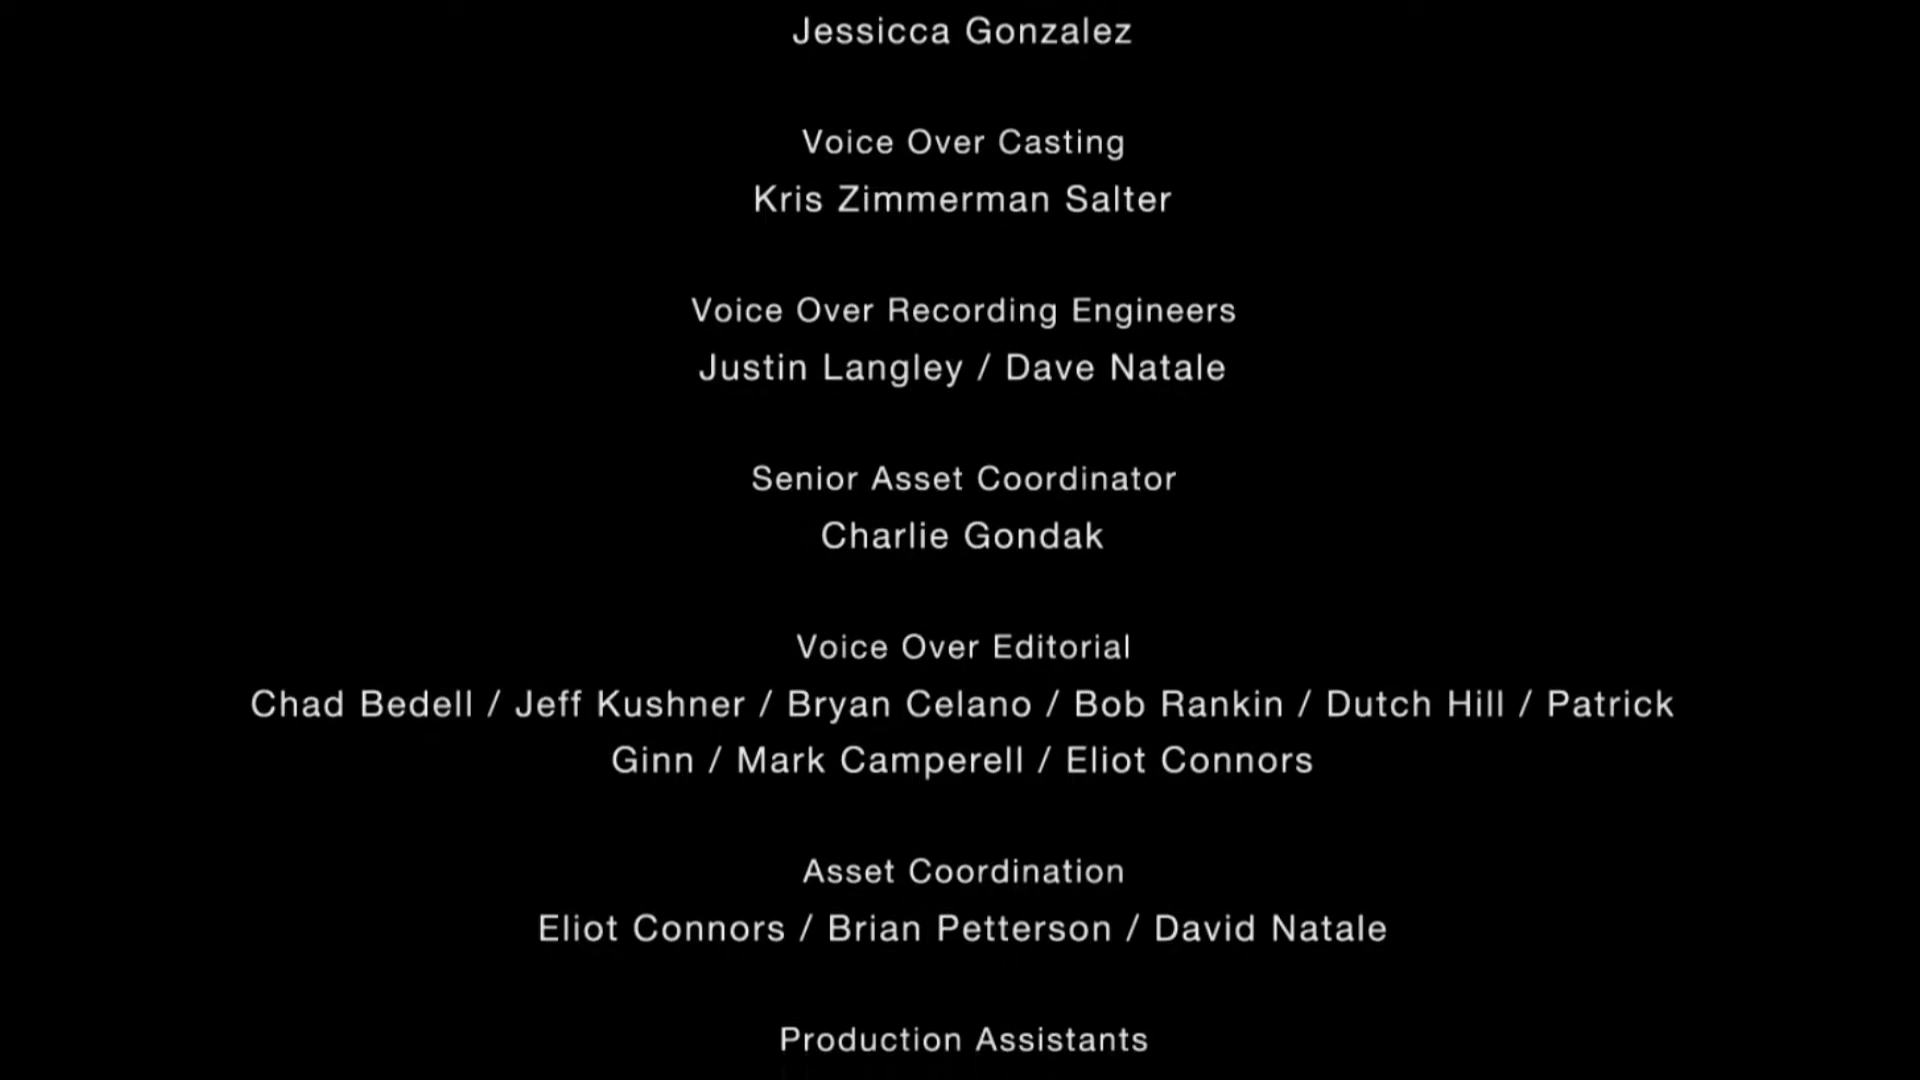 Jessicca Gonzalez
Voice Over Casting
Kris Zimmerman Salter
Voice Over Recording Engineers
Justin Langley / Dave Natale
Senior Asset Coordinator
Charlie Gondak
Voice Over Editorial
Chad Bedell / Jeff Kushner / Bryan Celano / Bob Rankin / Dutch Hill / Patrick
Ginn / Mark Camperell / Eliot Connors
Asset Coordination
Eliot Connors / Brian Petterson / David Natale
Production Assistants